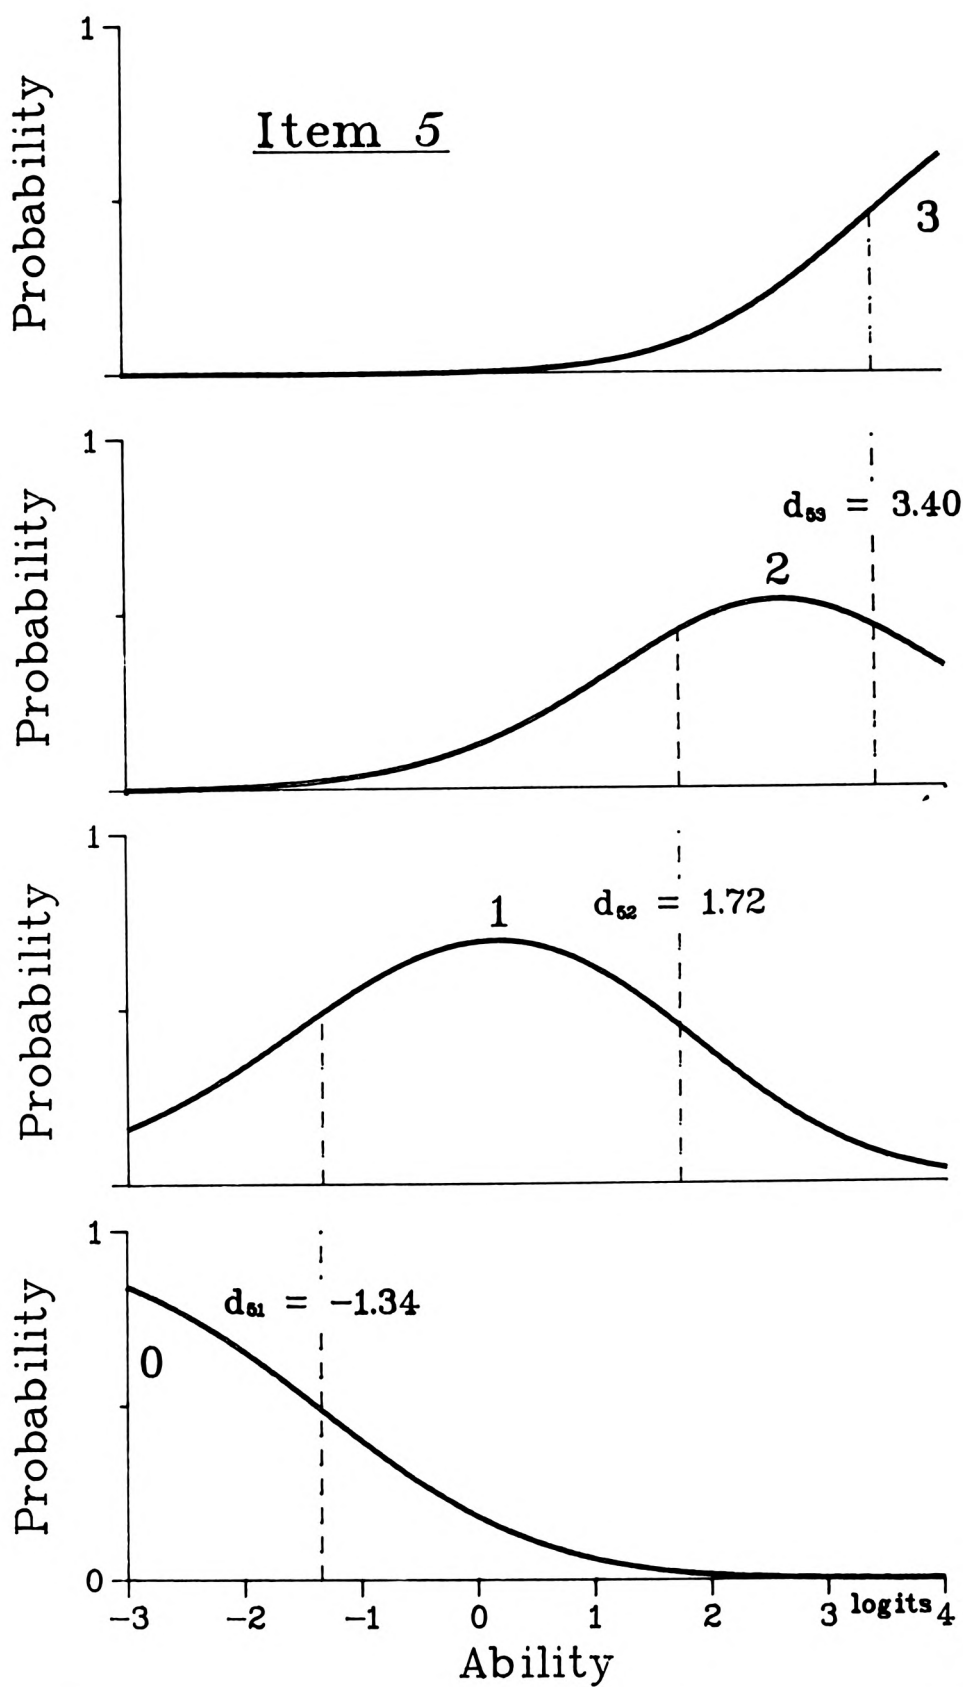 1
Item 5
Probability
3
1
d₅₃ = 3.40
2
Probability
1
d₅₂ = 1.72
1
Probability
1
d₅₁ = −1.34
0
Probability
0
−3 −2 −1 0 1 2 3 logits 4
Ability